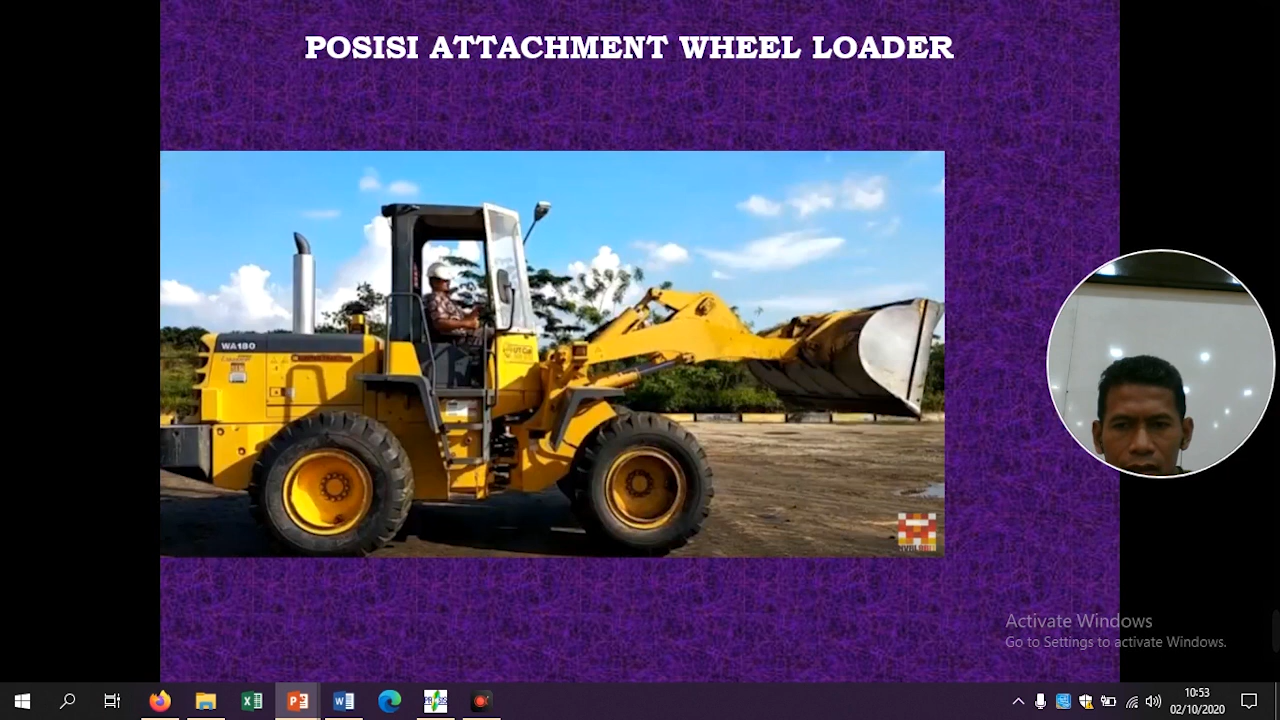 POSISI ATTACHMENT WHEEL LOADER
WA180
Activate Windows
Go to Settings to activate Windows.
10:53
02/10/2020